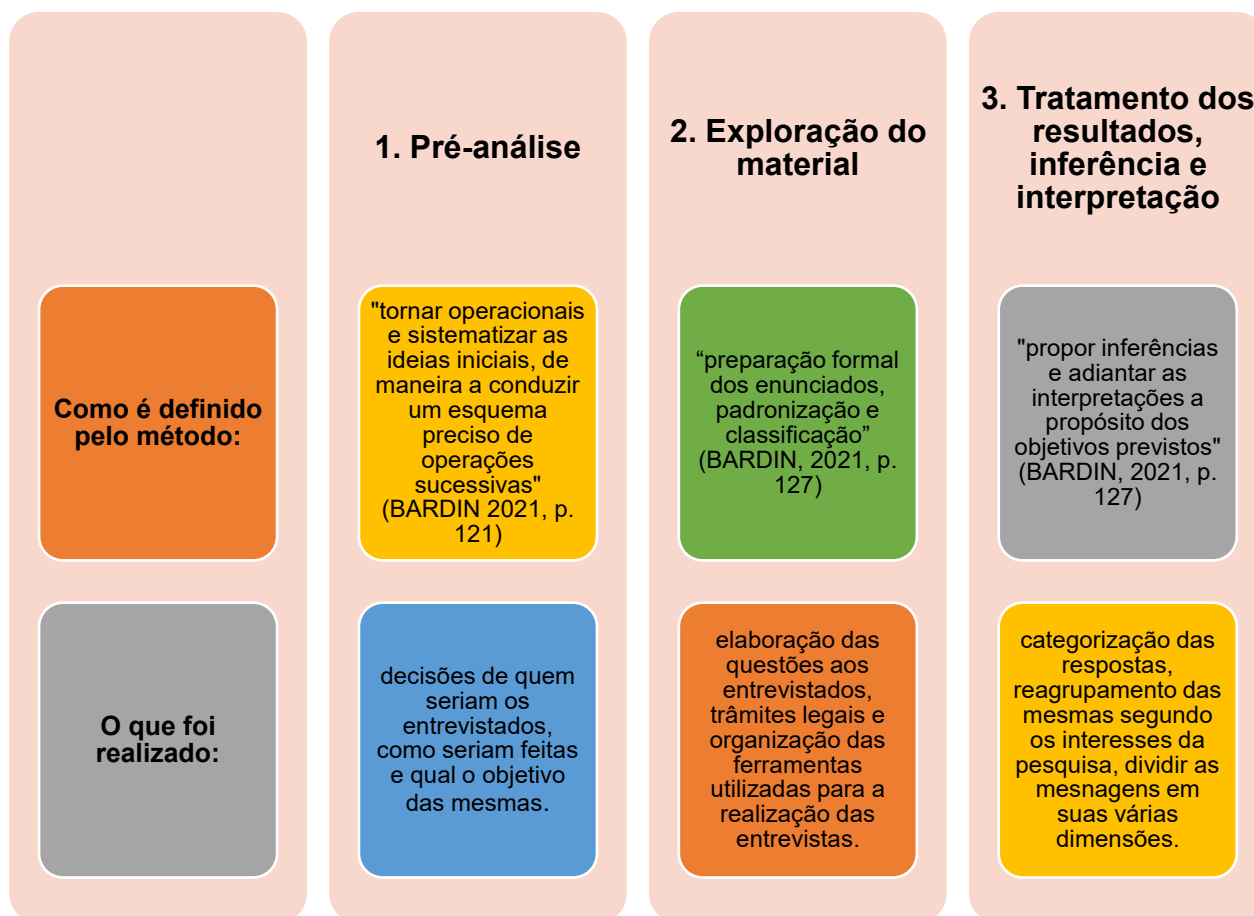 1. Pré-análise
2. Exploração do
material
3. Tratamento dos
resultados,
inferência e
interpretação
Como é definido
pelo método:
"tornar operacionais
e sistematizar as
ideias iniciais, de
maneira a conduzir
um esquema
preciso de
operações
sucessivas"
(BARDIN 2021, p.
121)
“preparação formal
dos enunciados,
padronização e
classificação”
(BARDIN, 2021, p.
127)
"propor inferências
e adiantar as
interpretações a
propósito dos
objetivos previstos"
(BARDIN, 2021, p.
127)
O que foi
realizado:
decisões de quem
seriam os
entrevistados,
como seriam feitas
e qual o objetivo
das mesmas.
elaboração das
questões aos
entrevistados,
trâmites legais e
organização das
ferramentas
utilizadas para a
realização das
entrevistas.
categorização das
respostas,
reagrupamento das
mesmas segundo
os interesses da
pesquisa, dividir as
mesnagens em
suas várias
dimensões.